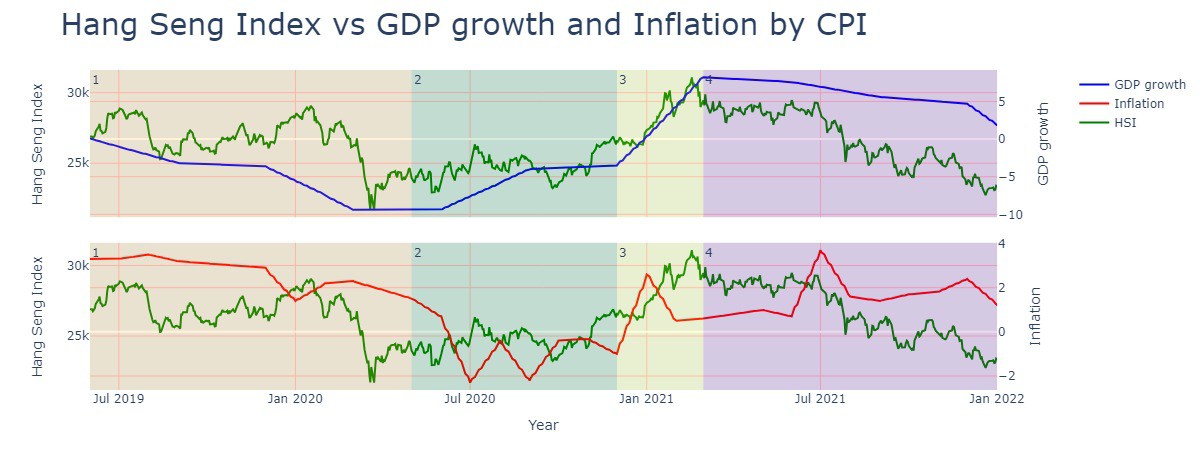 Hang Seng Index vs GDP growth and Inflation by CPI
1 2 3 4
30k
25k
Hang Seng Index
5
0
−5
−10
GDP growth
GDP growth
Inflation
HSI
1 2 3 4
30k
25k
Hang Seng Index
4
2
0
−2
Inflation
Jul 2019 Jan 2020 Jul 2020 Jan 2021 Jul 2021 Jan 2022
Year